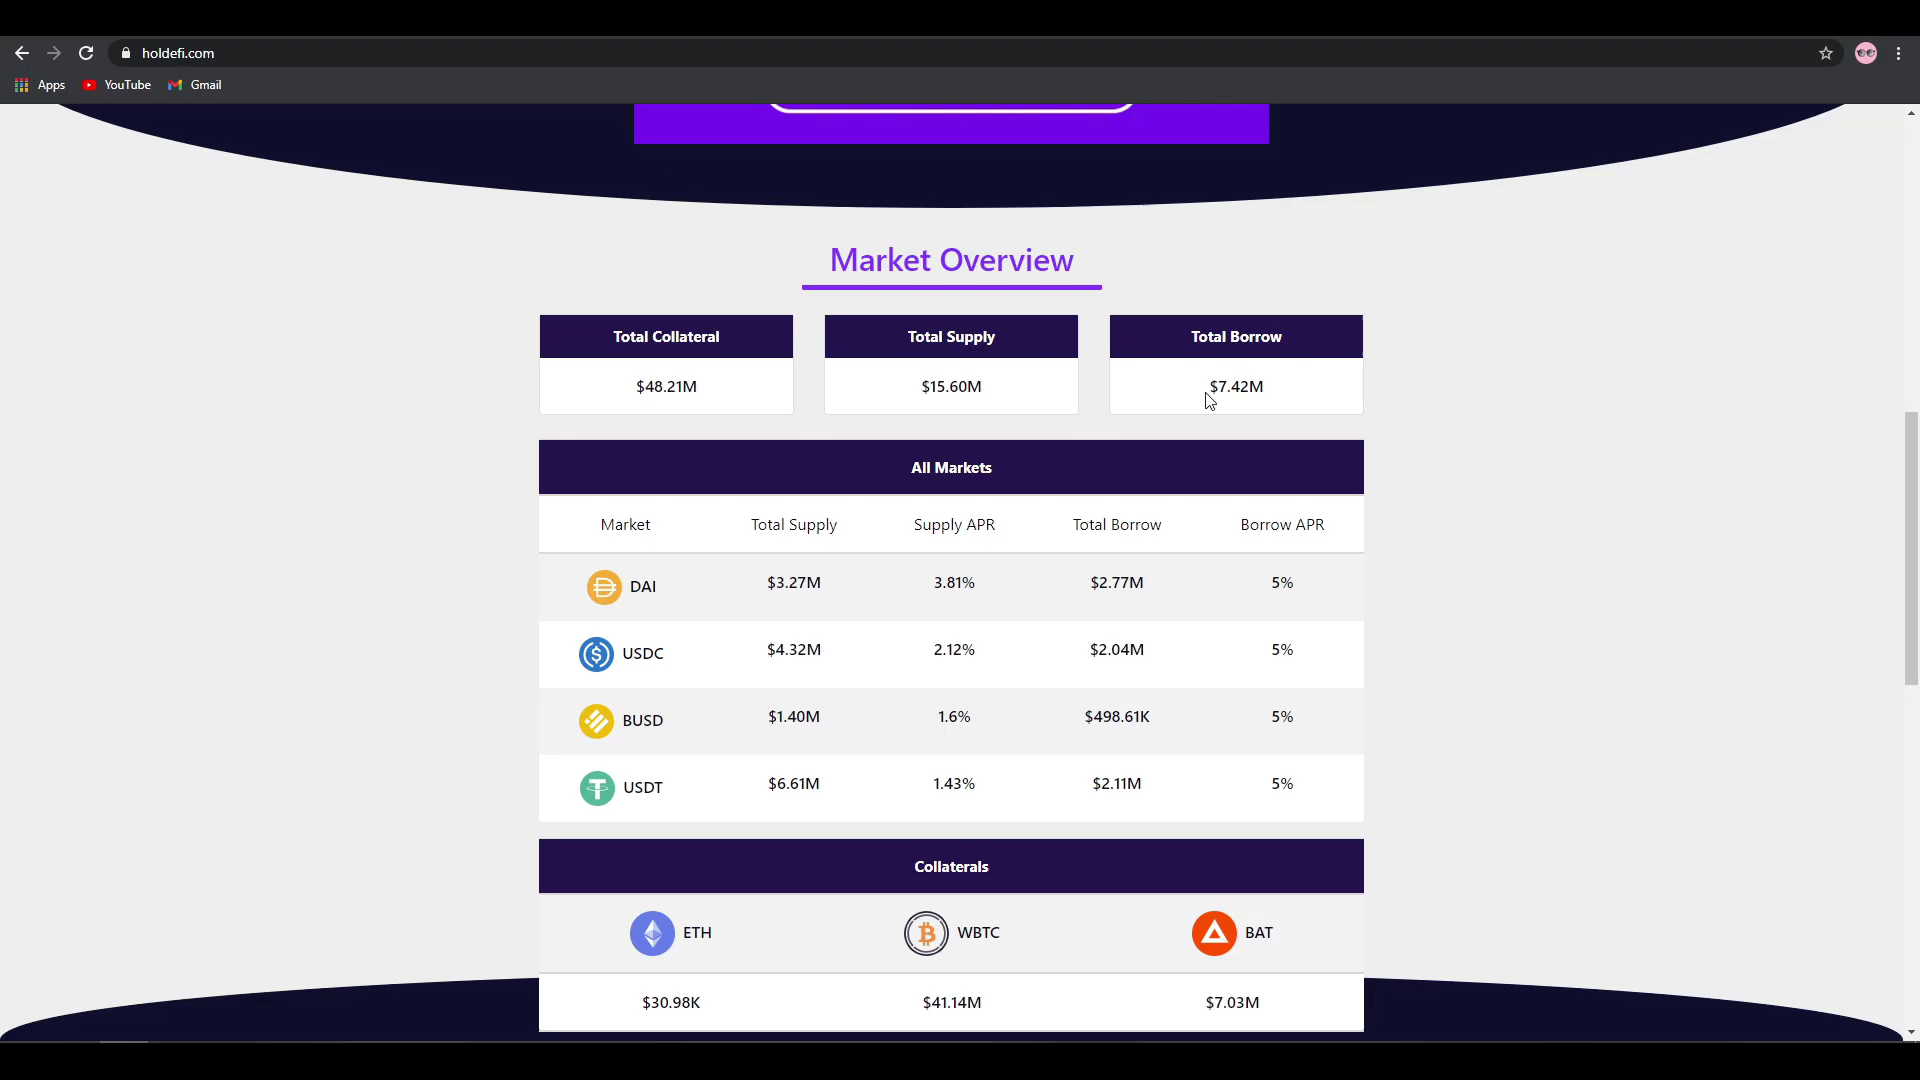 holdefi.com
Apps YouTube Gmail
Market Overview
Total Collateral Total Supply Total Borrow
$48.21M $15.60M $7.42M
All Markets
Market Total Supply Supply APR Total Borrow Borrow APR
DAI $3.27M 3.81% $2.77M 5%
USDC $4.32M 2.12% $2.04M 5%
BUSD $1.40M 1.6% $498.61K 5%
USDT $6.61M 1.43% $2.11M 5%
Collaterals
ETH WBTC BAT
$30.98K $41.14M $7.03M